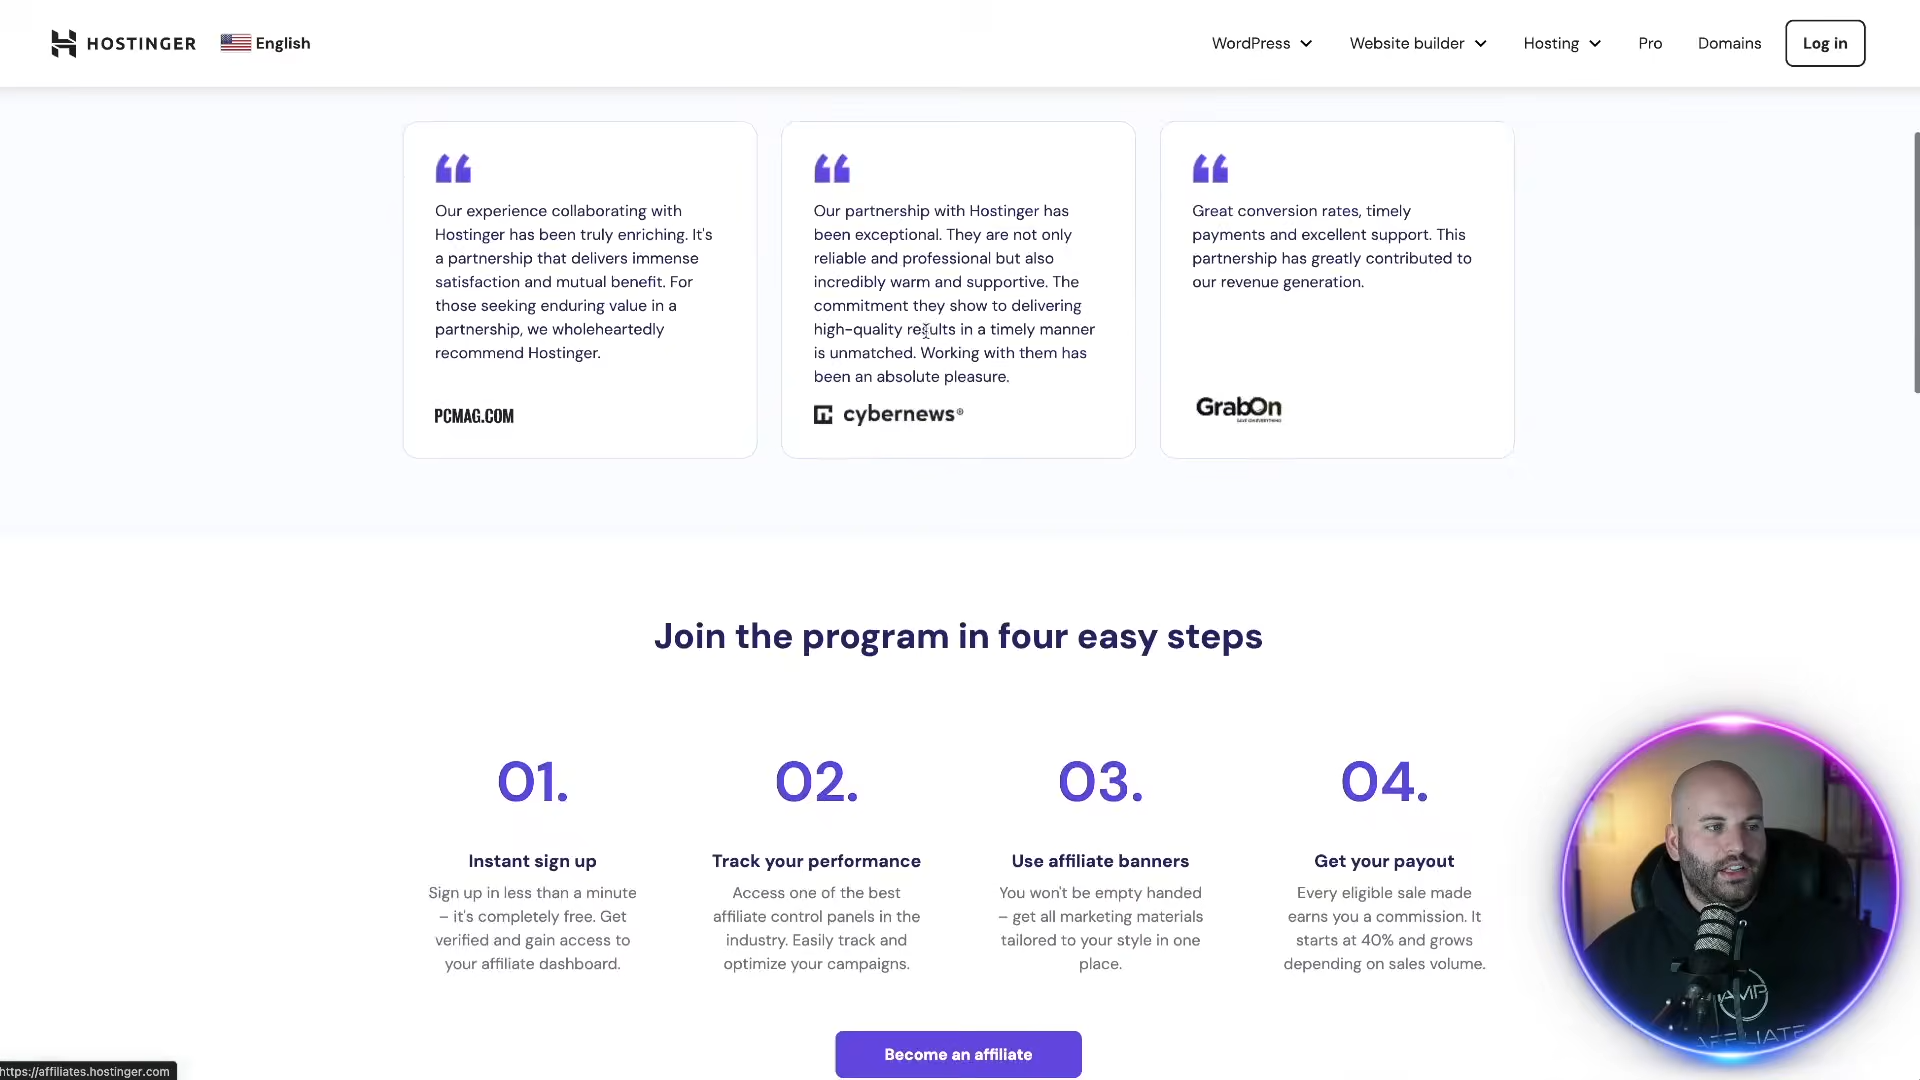 HOSTINGER
English
WordPress
Website builder
Hosting
Pro
Domains
Log in
Our experience collaborating with
Hostinger has been truly enriching. It's
a partnership that delivers immense
satisfaction and mutual benefit. For
those seeking enduring value in a
partnership, we wholeheartedly
recommend Hostinger.
PCMAG.COM
Our partnership with Hostinger has
been exceptional. They are not only
reliable and professional but also
incredibly warm and supportive. The
commitment they show to delivering
high-quality results in a timely manner
is unmatched. Working with them has
been an absolute pleasure.
cybernews®
Great conversion rates, timely
payments and excellent support. This
partnership has greatly contributed to
our revenue generation.
GrabOn
Join the program in four easy steps
01.
Instant sign up
Sign up in less than a minute
– it's completely free. Get
verified and gain access to
your affiliate dashboard.
02.
Track your performance
Access one of the best
affiliate control panels in the
industry. Easily track and
optimize your campaigns.
03.
Use affiliate banners
You won't be empty handed
– get all marketing materials
tailored to your style in one
place.
04.
Get your payout
Every eligible sale made
earns you a commission. It
starts at 40% and grows
depending on sales volume.
Become an affiliate
https://affiliates.hostinger.com
AMP
AFFILIATE